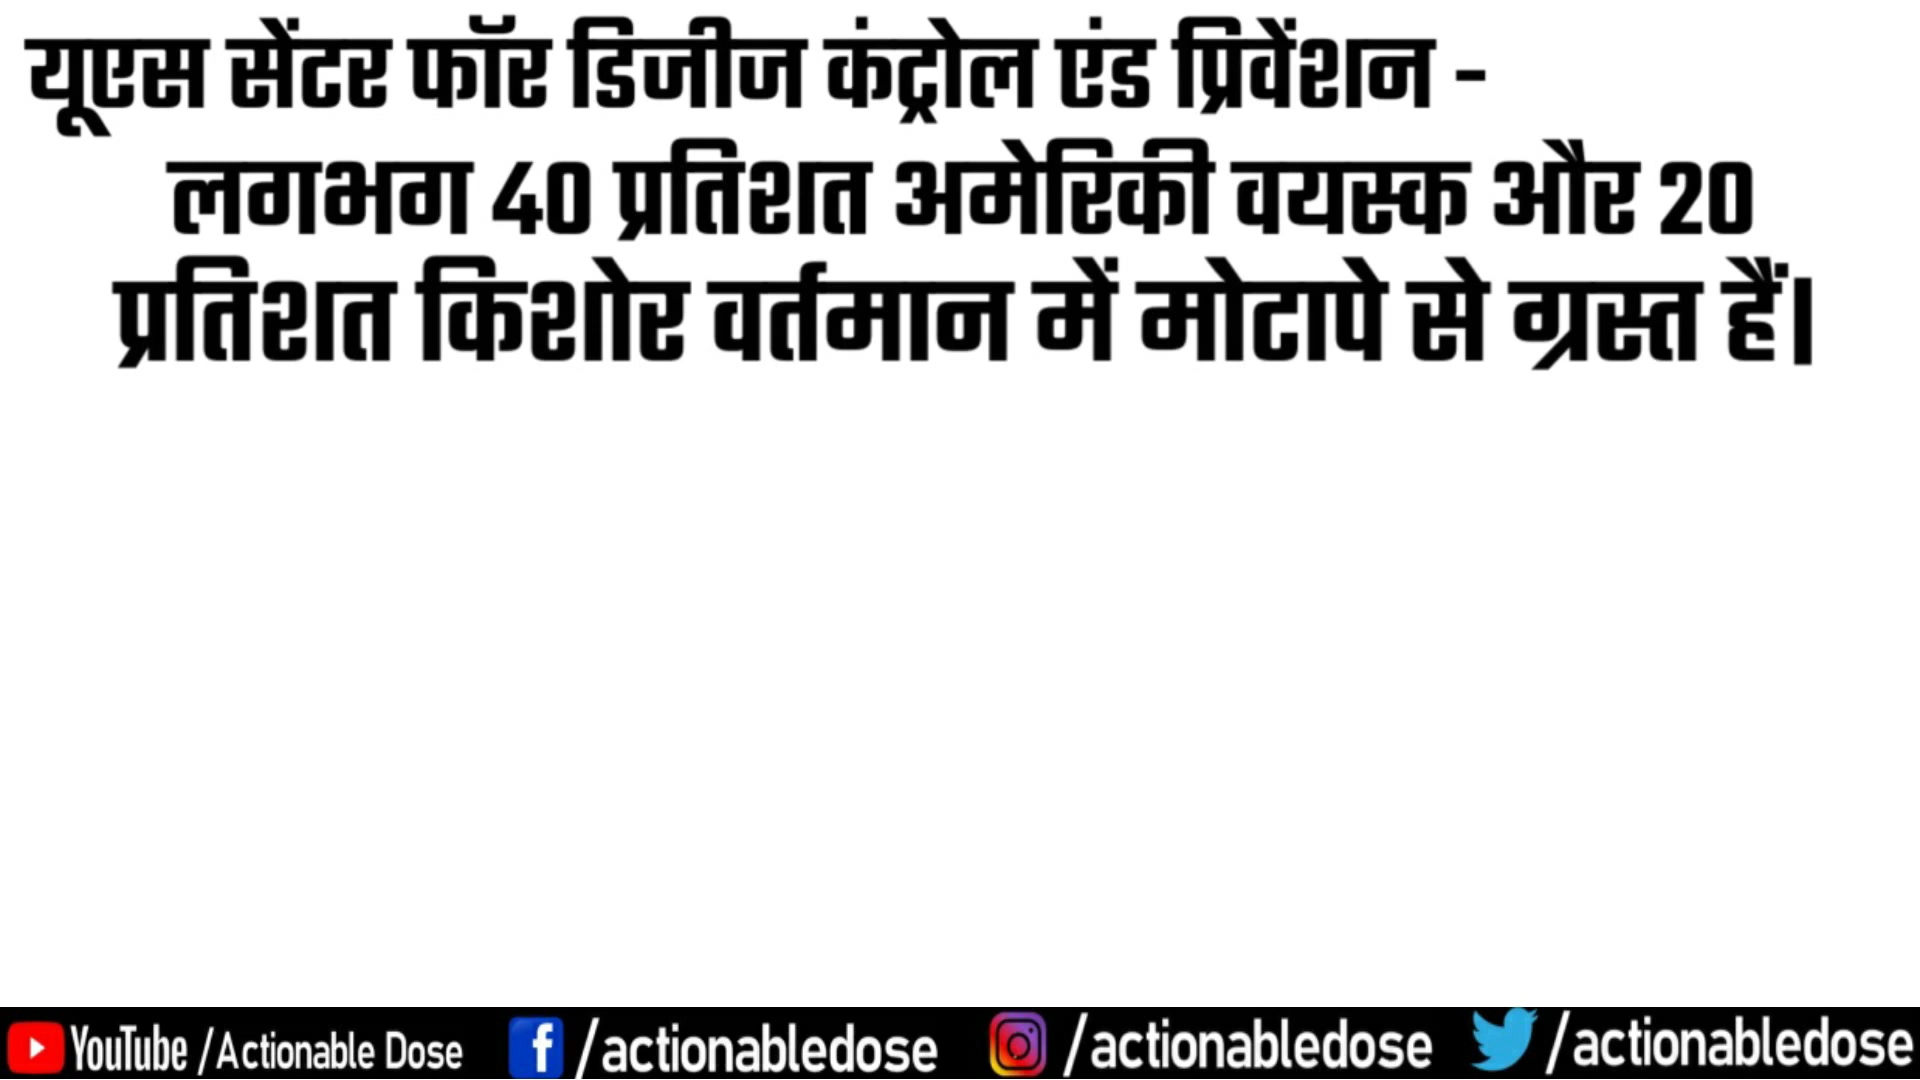 यूएस सेंटर फॉर डिजीज कंट्रोल एंड प्रिवेंशन -
लगभग 40 प्रतिशत अमेरिकी वयस्क और 20
प्रतिशत किशोर वर्तमान में मोटापे से ग्रस्त हैं।
YouTube /Actionable Dose /actionabledose /actionabledose /actionabledose